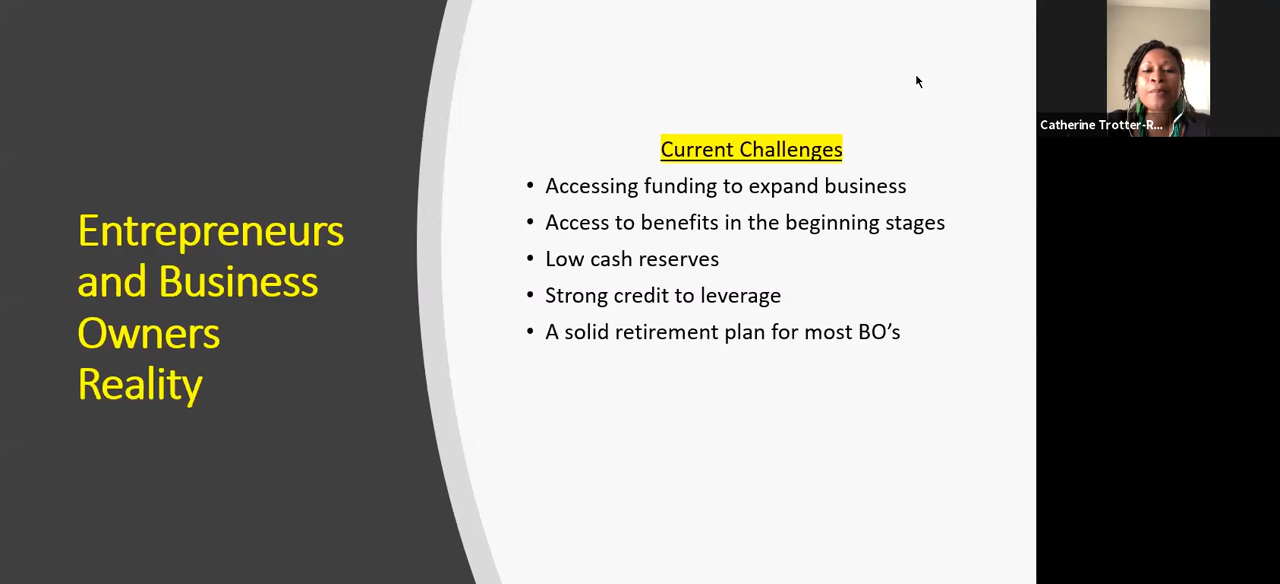 Entrepreneurs
and Business
Owners
Reality
Current Challenges
• Accessing funding to expand business
• Access to benefits in the beginning stages
• Low cash reserves
• Strong credit to leverage
• A solid retirement plan for most BO’s
Catherine Trotter-R...